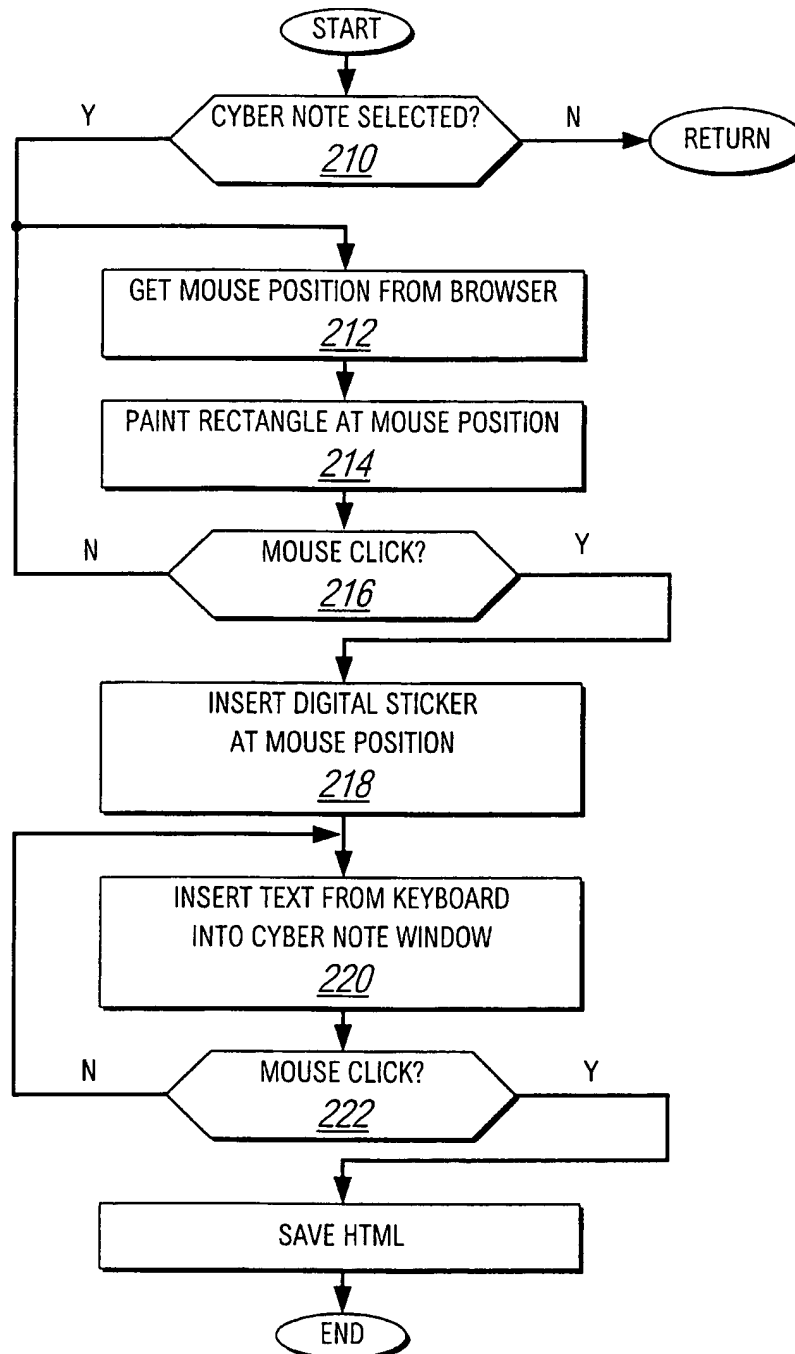 START
CYBER NOTE SELECTED?
210
Y
N
RETURN
GET MOUSE POSITION FROM BROWSER
212
PAINT RECTANGLE AT MOUSE POSITION
214
N
MOUSE CLICK?
216
Y
INSERT DIGITAL STICKER
AT MOUSE POSITION
218
INSERT TEXT FROM KEYBOARD
INTO CYBER NOTE WINDOW
220
N
MOUSE CLICK?
222
Y
SAVE HTML
END